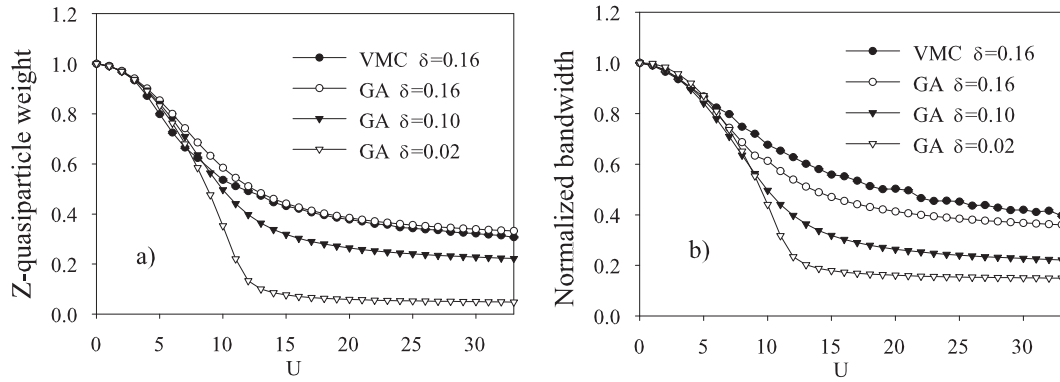 a)
Z-quasiparticle weight
1.2
1.0
0.8
0.6
0.4
0.2
0.0
VMC δ=0.16
GA δ=0.16
GA δ=0.10
GA δ=0.02
0 5 10 15 20 25 30
U
b)
Normalized bandwidth
1.2
1.0
0.8
0.6
0.4
0.2
0.0
VMC δ=0.16
GA δ=0.16
GA δ=0.10
GA δ=0.02
0 5 10 15 20 25 30
U